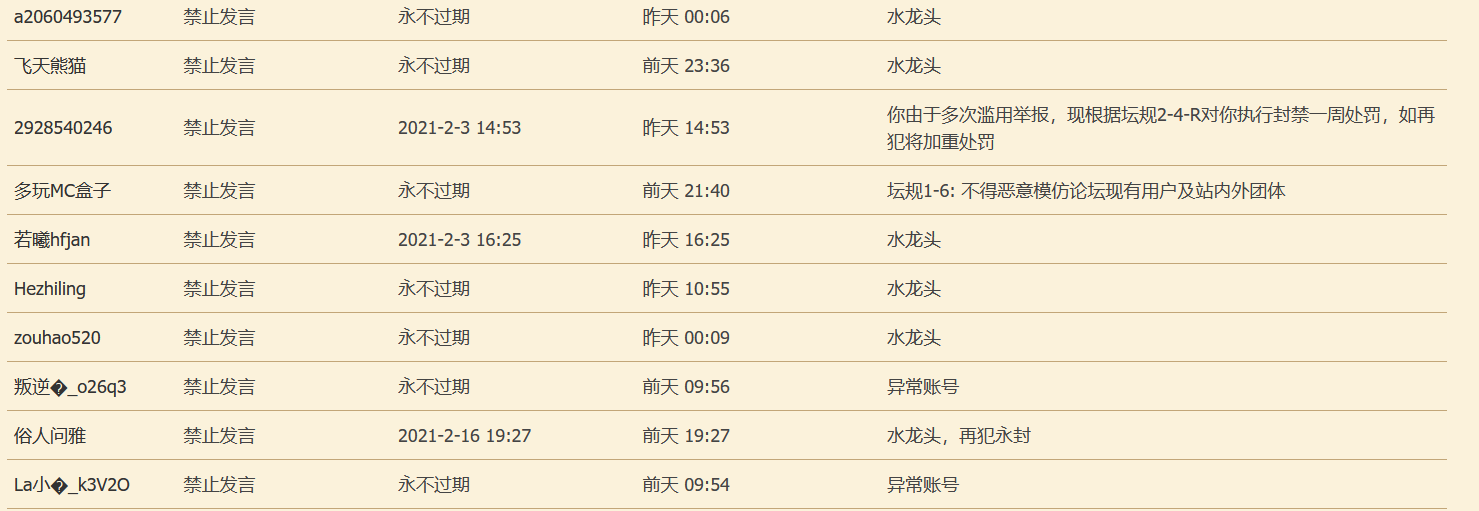 a2060493577 禁止发言 永不过期 昨天 00:06 水龙头
飞天熊猫 禁止发言 永不过期 前天 23:36 水龙头
2928540246 禁止发言 2021-2-3 14:53 昨天 14:53 你由于多次滥用举报，现根据坛规2-4-R对你执行封禁一周处罚，如再
犯将加重处罚
多玩MC盒子 禁止发言 永不过期 前天 21:40 坛规1-6: 不得恶意模仿论坛现有用户及站内外团体
若曦hfjan 禁止发言 2021-2-3 16:25 昨天 16:25 水龙头
Hezhiling 禁止发言 永不过期 昨天 10:55 水龙头
zouhao520 禁止发言 永不过期 昨天 00:09 水龙头
叛逆�_o26q3 禁止发言 永不过期 前天 09:56 异常账号
俗人问雅 禁止发言 2021-2-16 19:27 前天 19:27 水龙头，再犯永封
La小�_k3V2O 禁止发言 永不过期 前天 09:54 异常账号